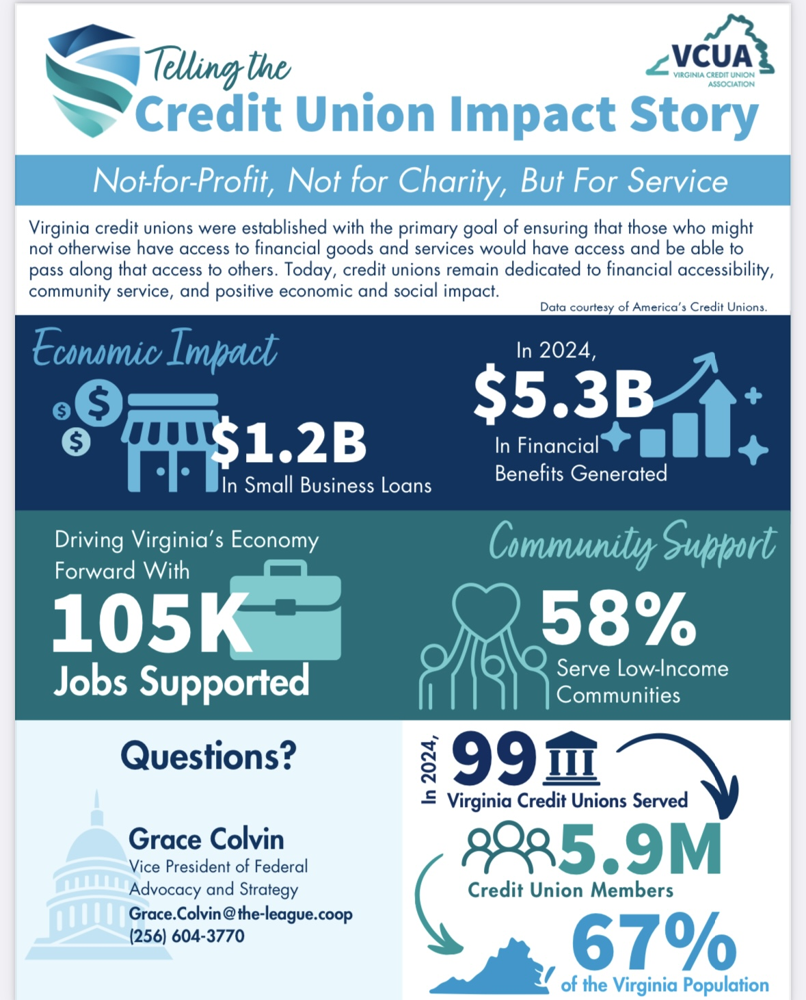 Telling the
Credit Union Impact Story
VCUA
VIRGINIA CREDIT UNION
ASSOCIATION
Not-for-Profit, Not for Charity, But For Service
Virginia credit unions were established with the primary goal of ensuring that those who might
not otherwise have access to financial goods and services would have access and be able to
pass along that access to others. Today, credit unions remain dedicated to financial accessibility,
community service, and positive economic and social impact.
Data courtesy of America's Credit Unions.
Economic Impact
$
$
$
$1.2B
In Small Business Loans
In 2024,
$5.3B
In Financial
Benefits Generated
Driving Virginia's Economy
Forward With
105K
Jobs Supported
Community Support
58%
Serve Low-Income
Communities
Questions?
Grace Colvin
Vice President of Federal
Advocacy and Strategy
Grace.Colvin@the-league.coop
(256) 604-3770
In 2024,
99
Virginia Credit Unions Served
5.9M
Credit Union Members
67%
of the Virginia Population